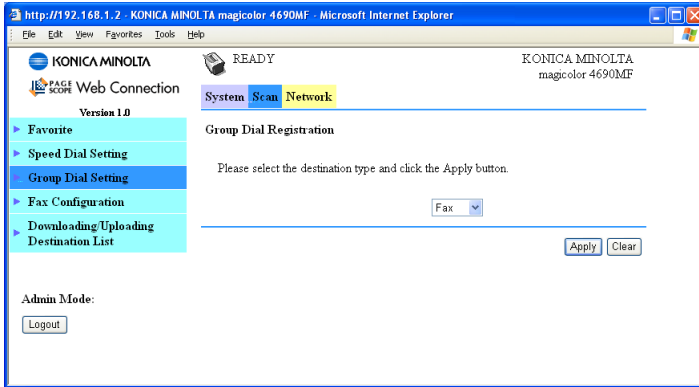 http://192.168.1.2 - KONICA MINOLTA magicolor 4690MF - Microsoft Internet Explorer
File Edit View Favorites Tools Help
KONICA MINOLTA
PAGE SCOPE Web Connection
Version 1.0
READY
KONICA MINOLTA
magicolor 4690MF
System Scan Network
Favorite
Speed Dial Setting
Group Dial Setting
Fax Configuration
Downloading/Uploading
Destination List
Group Dial Registration
Please select the destination type and click the Apply button.
Fax
Apply Clear
Admin Mode:
Logout